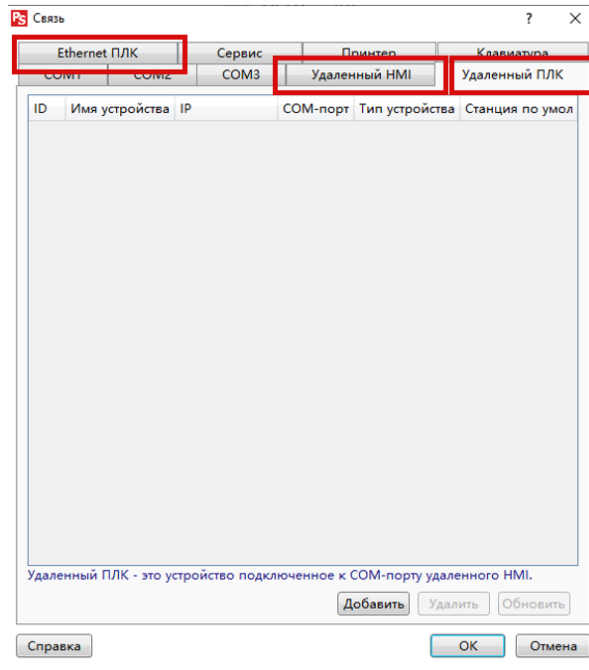 PS Связь ? ×
Ethernet ПЛК Сервис Принтер Клавиатура
COM1 COM2 COM3 Удаленный HMI Удаленный ПЛК
ID Имя устройства IP COM-порт Тип устройства Станция по умол
Удаленный ПЛК - это устройство подключенное к COM-порту удаленного HMI.
Добавить Удалить Обновить
Справка OK Отмена